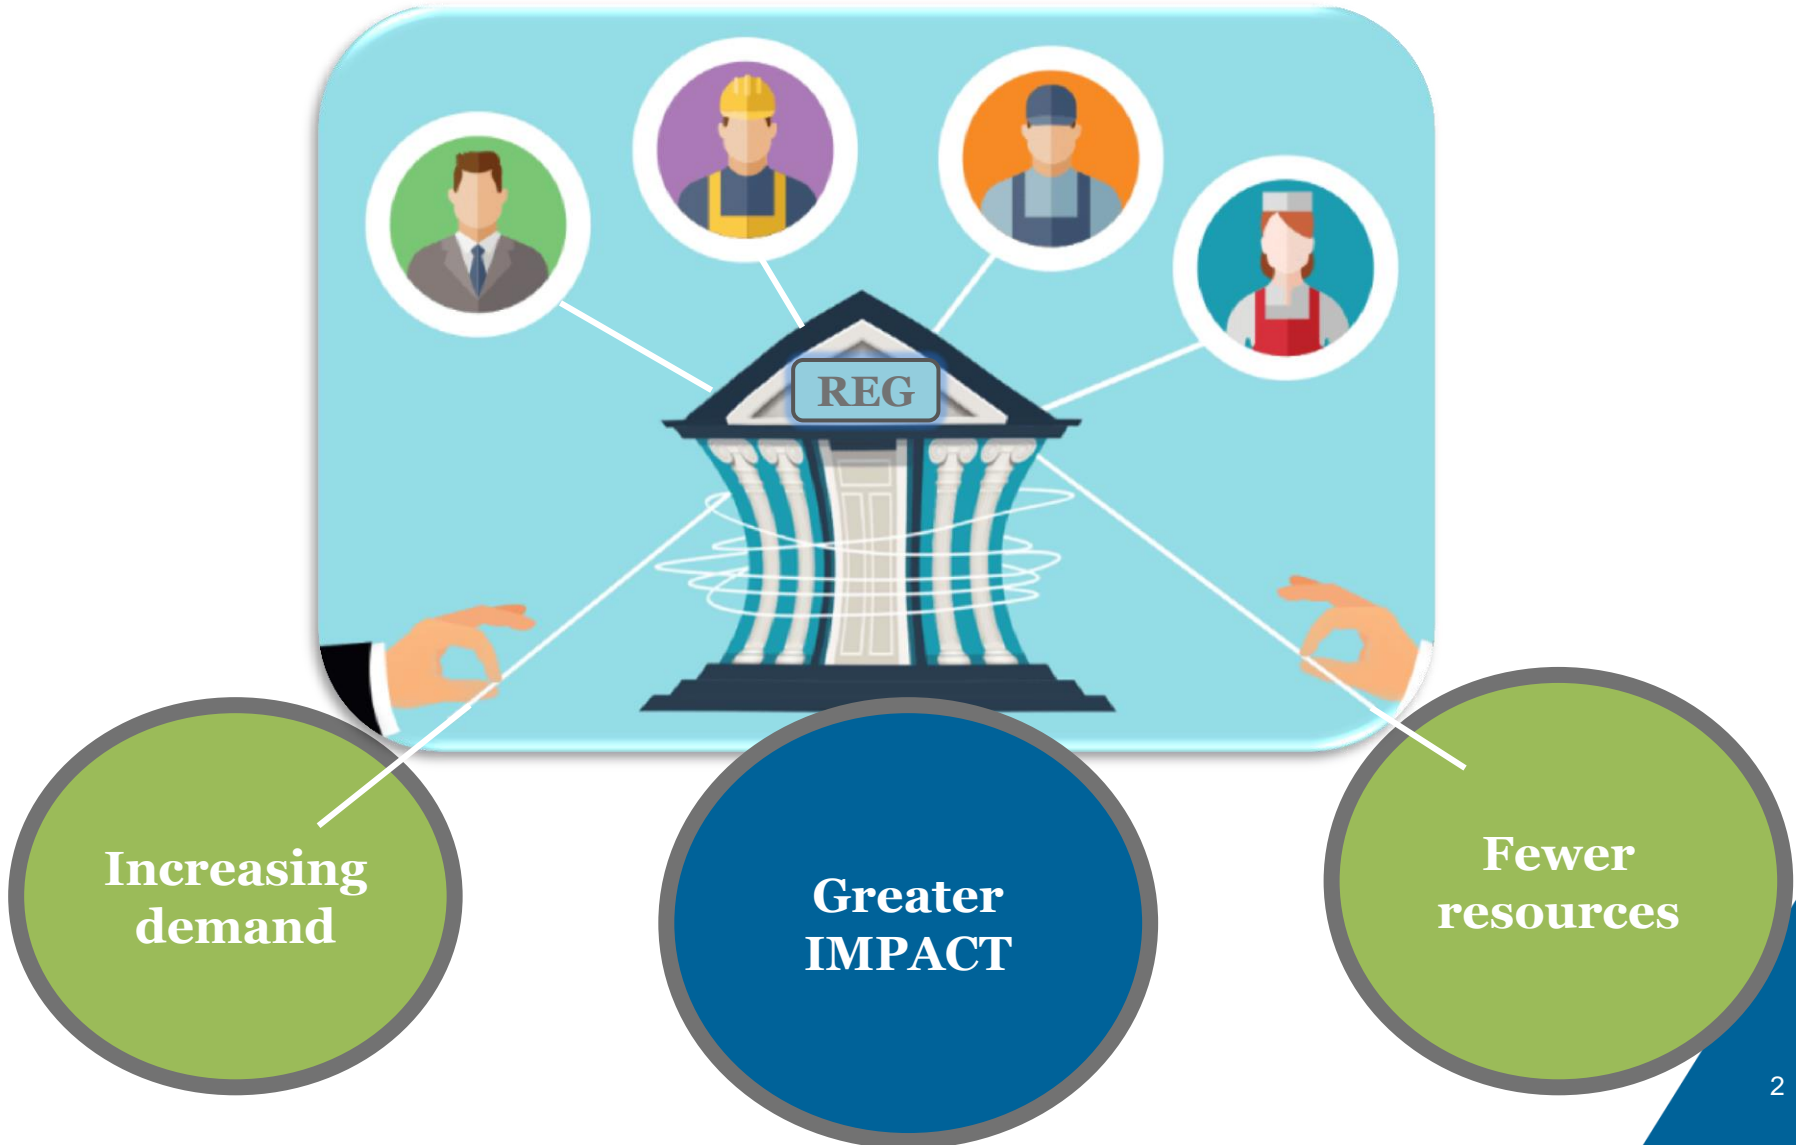 REG
Increasing
demand
Greater
IMPACT
Fewer
resources
2